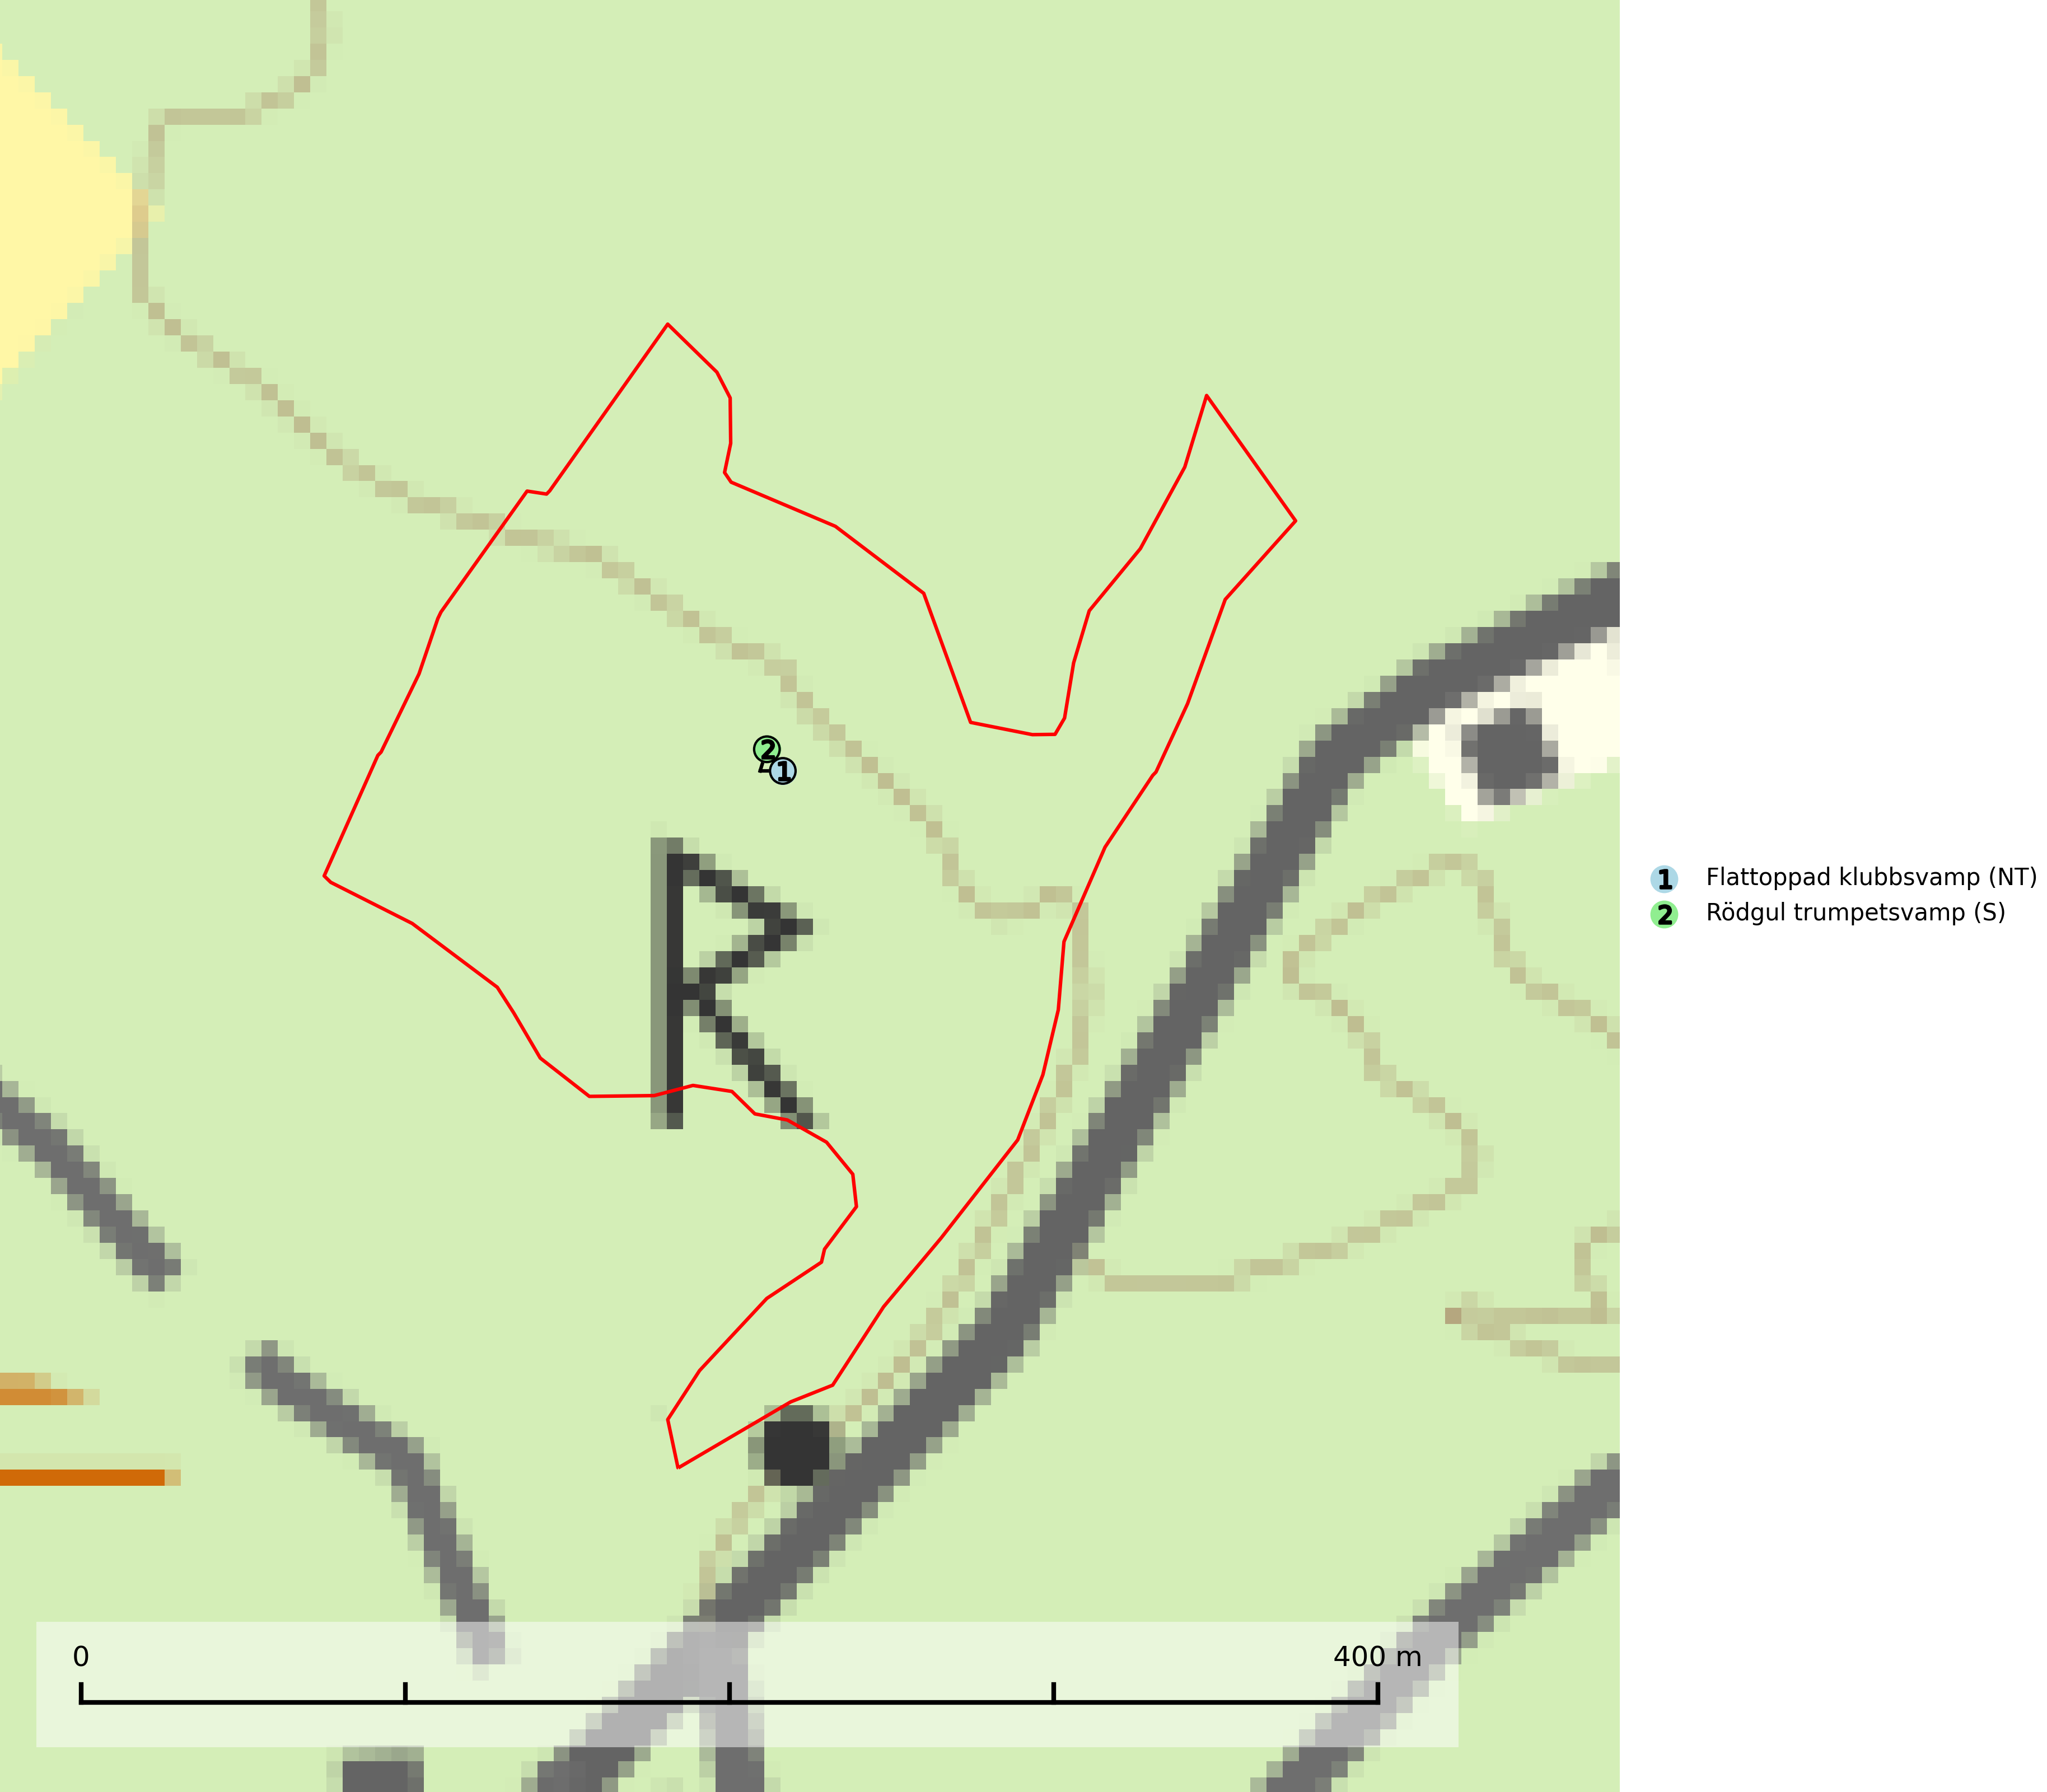 2
1
R
1 Flattoppad klubbsvamp (NT)
2 Rödgul trumpetsvamp (S)
0 400 m